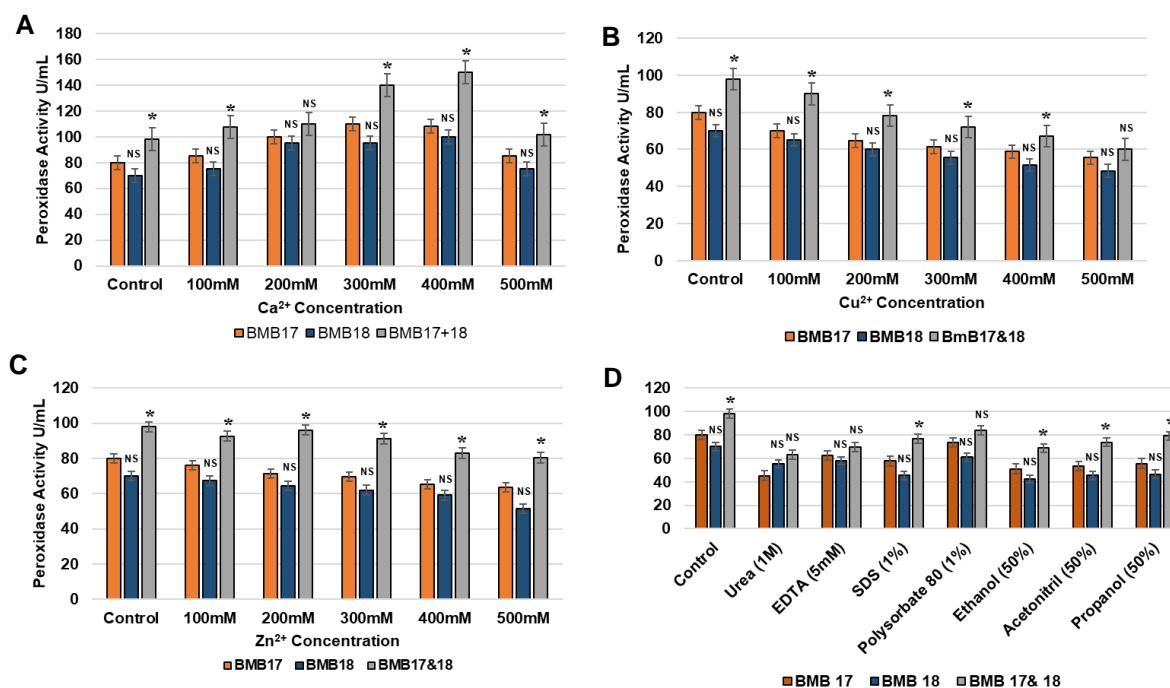 A
Peroxidase Activity U/mL
180
160
140
120
100
80
60
40
20
0
NS * NS * NS NS NS * NS * NS *
Control 100mM 200mM 300mM 400mM 500mM
Ca²⁺ Concentration
BMB17 BMB18 BMB17+18
B
Peroxidase Activity U/mL
120
100
80
60
40
20
0
NS * NS * NS * NS * NS * NS NS
Control 100mM 200mM 300mM 400mM 500mM
Cu²⁺ Concentration
BMB17 BMB18 BmB17&18
C
Peroxidase Activity U/mL
120
100
80
60
40
20
0
NS * NS * NS * NS * NS * NS *
Control 100mM 200mM 300mM 400mM 500mM
Zn²⁺ Concentration
BMB17 BMB18 BMB17&18
D
120
100
80
60
40
20
0
NS * NS NS NS NS NS * NS NS NS * NS * NS *
Control
Urea (1M)
EDTA (5mM)
SDS (1%)
Polysorbate 80 (1%)
Ethanol (50%)
Acetonitril (50%)
Propanol (50%)
BMB 17 BMB 18 BMB 17& 18